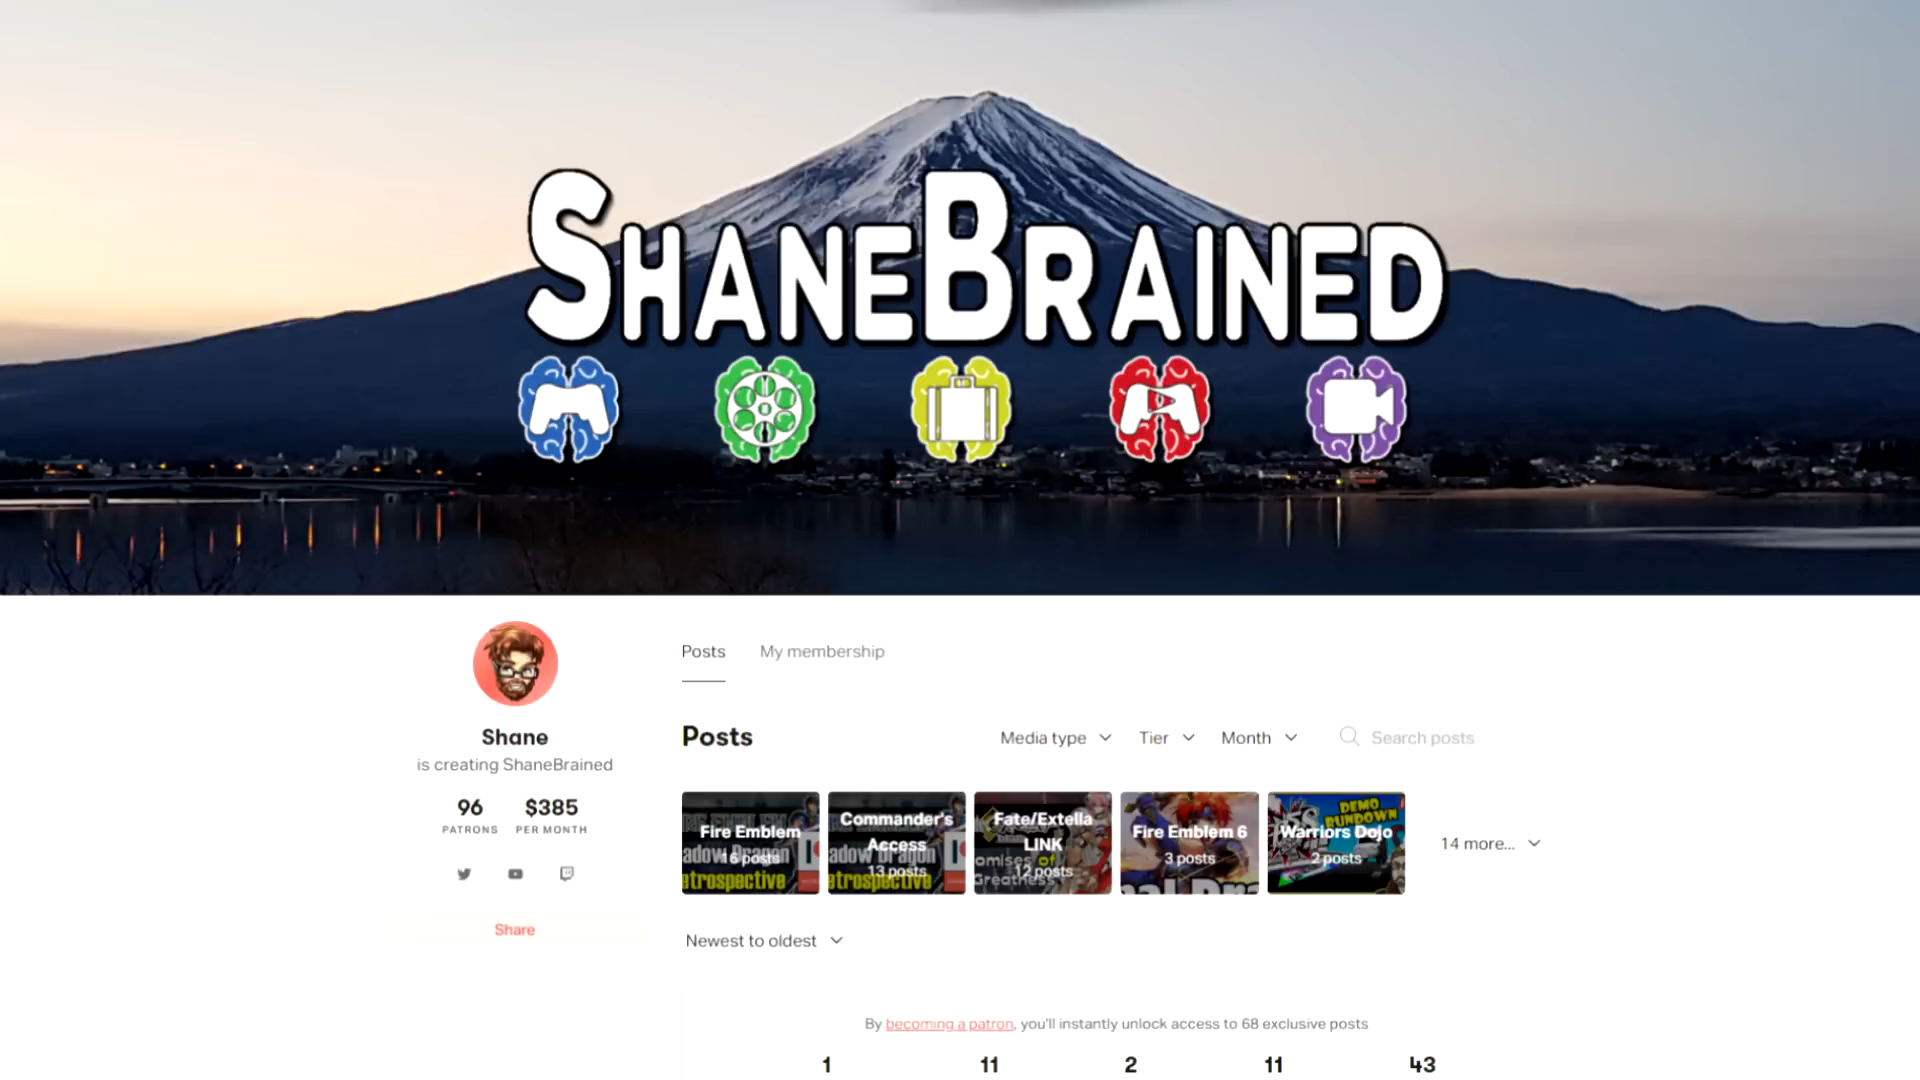 SHANEBRAINED
Posts
My membership
Shane
is creating ShaneBrained
96
PATRONS
$385
PER MONTH
Share
Posts
Media type
Tier
Month
Search posts
Fire Emblem
16 posts
Commander's
Access
13 posts
Fate/Extella
LINK
12 posts
Fire Emblem 6
3 posts
Warriors Dojo
2 posts
DEMO
RUNDOWN
14 more...
Newest to oldest
By becoming a patron, you'll instantly unlock access to 68 exclusive posts
1 11 2 11 43